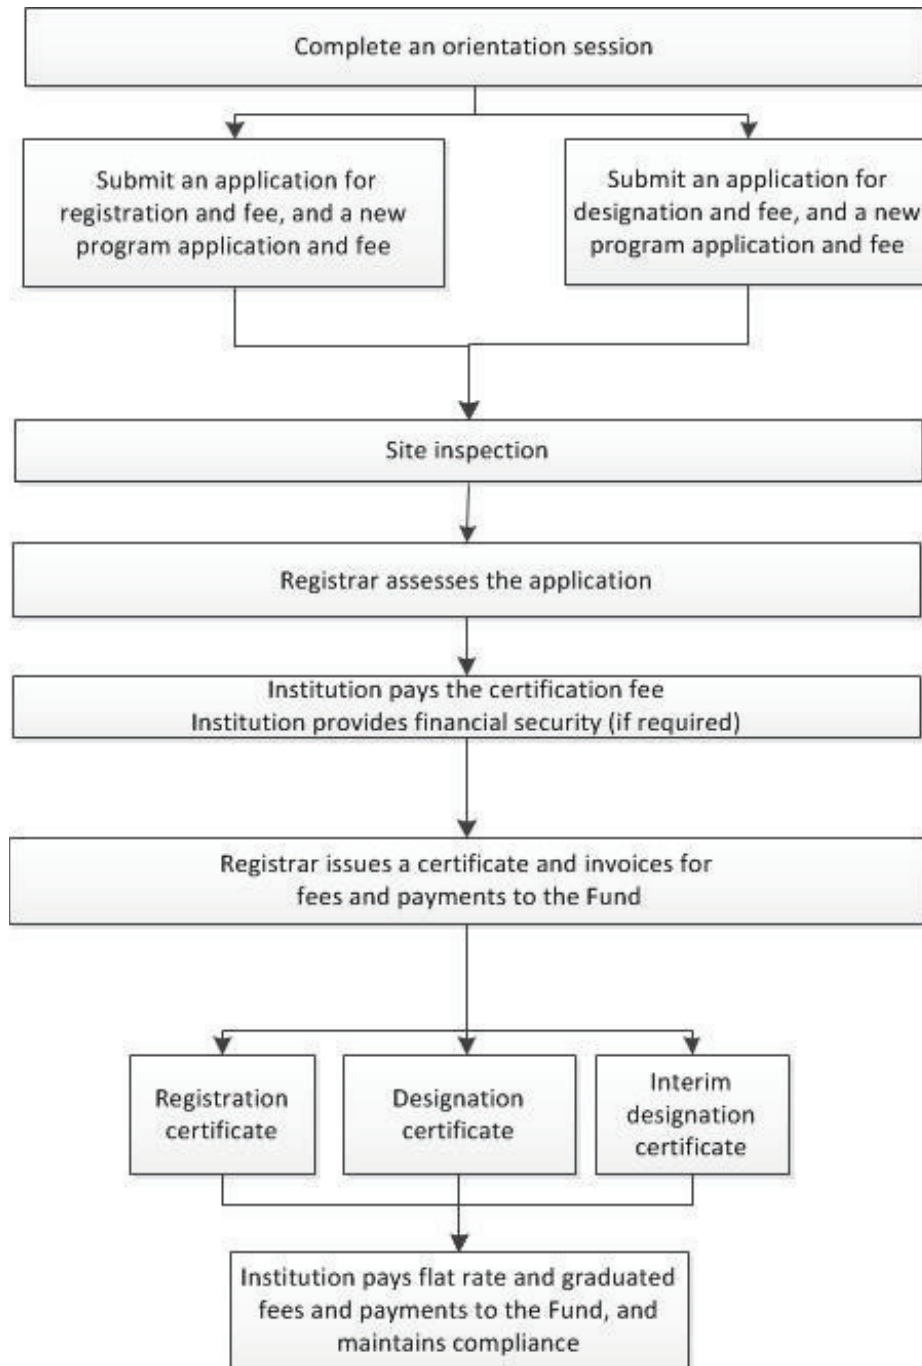 Complete an orientation session
Submit an application for
registration and fee, and a new
program application and fee
Submit an application for
designation and fee, and a new
program application and fee
Site inspection
Registrar assesses the application
Institution pays the certification fee
Institution provides financial security (if required)
Registrar issues a certificate and invoices for
fees and payments to the Fund
Registration
certificate
Designation
certificate
Interim
designation
certificate
Institution pays flat rate and graduated
fees and payments to the Fund, and
maintains compliance